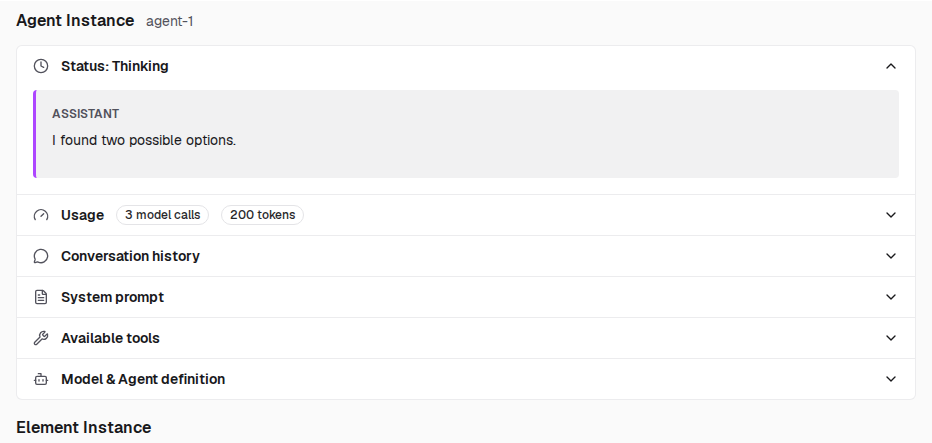 Agent Instance agent-1
Status: Thinking
ASSISTANT
I found two possible options.
Usage 3 model calls 200 tokens
Conversation history
System prompt
Available tools
Model & Agent definition
Element Instance